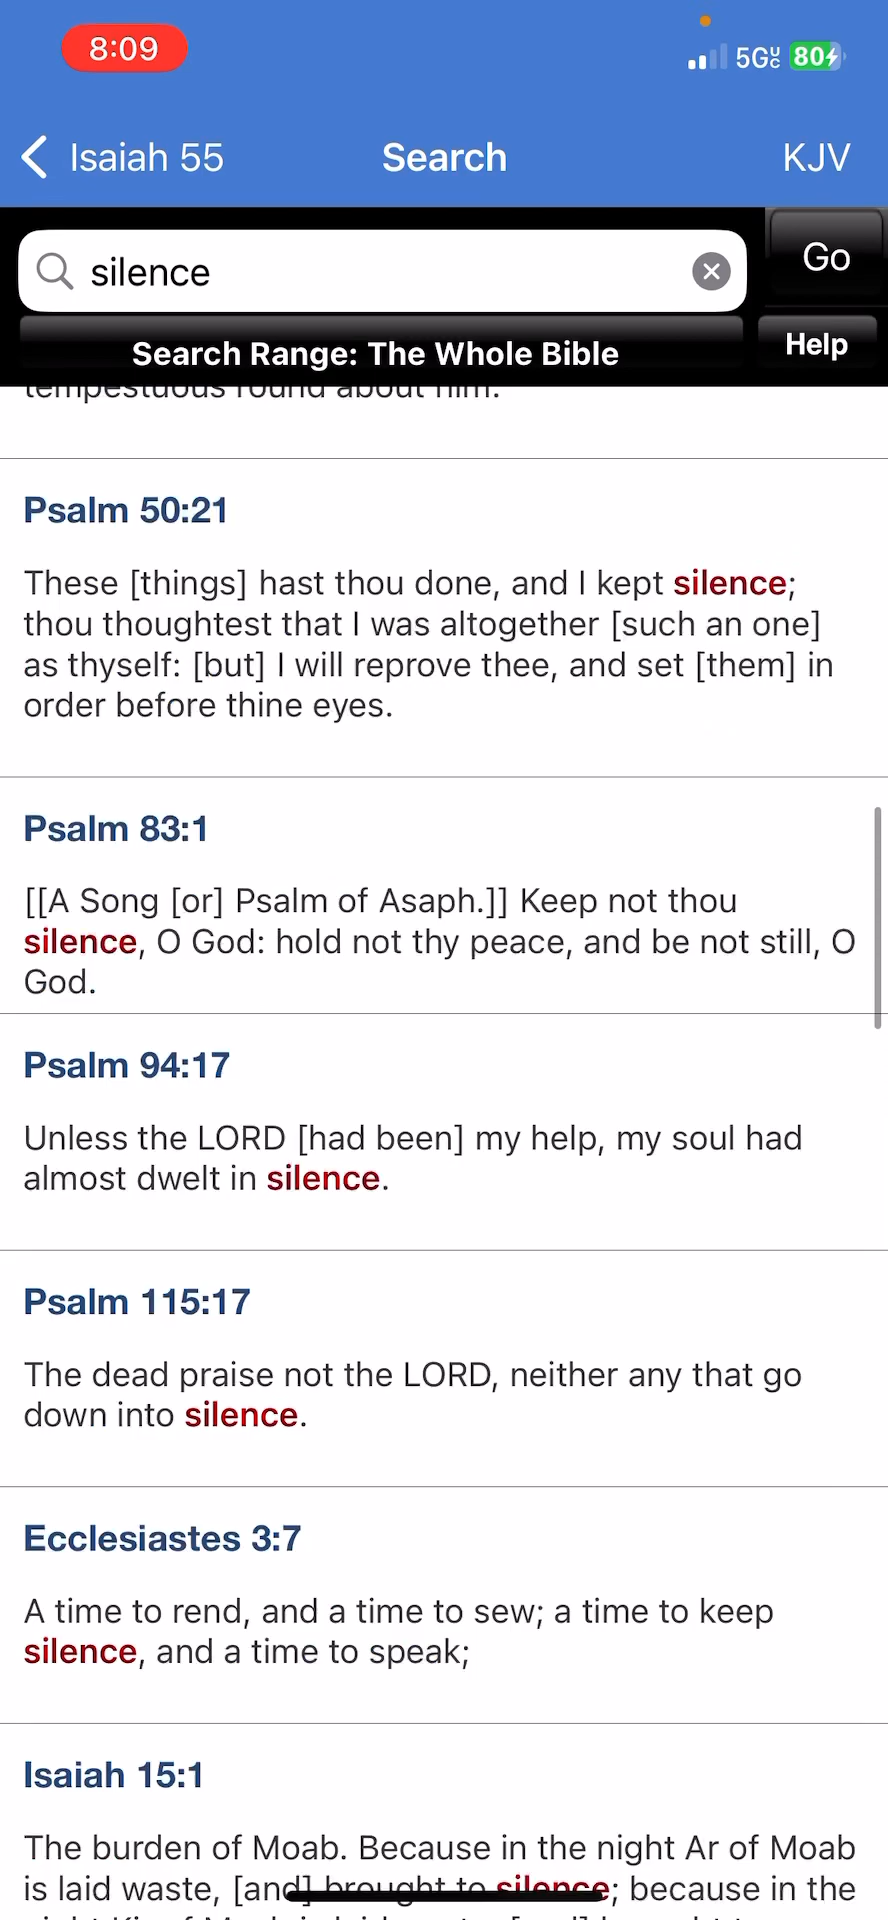 8:09
5GUC 80
Isaiah 55 Search KJV
silence
Go
Search Range: The Whole Bible
Help
tempestuous round about him.
Psalm 50:21
These [things] hast thou done, and I kept silence;
thou thoughtest that I was altogether [such an one]
as thyself: [but] I will reprove thee, and set [them] in
order before thine eyes.
Psalm 83:1
[[A Song [or] Psalm of Asaph.]] Keep not thou
silence, O God: hold not thy peace, and be not still, O
God.
Psalm 94:17
Unless the LORD [had been] my help, my soul had
almost dwelt in silence.
Psalm 115:17
The dead praise not the LORD, neither any that go
down into silence.
Ecclesiastes 3:7
A time to rend, and a time to sew; a time to keep
silence, and a time to speak;
Isaiah 15:1
The burden of Moab. Because in the night Ar of Moab
is laid waste, [and] brought to silence; because in the